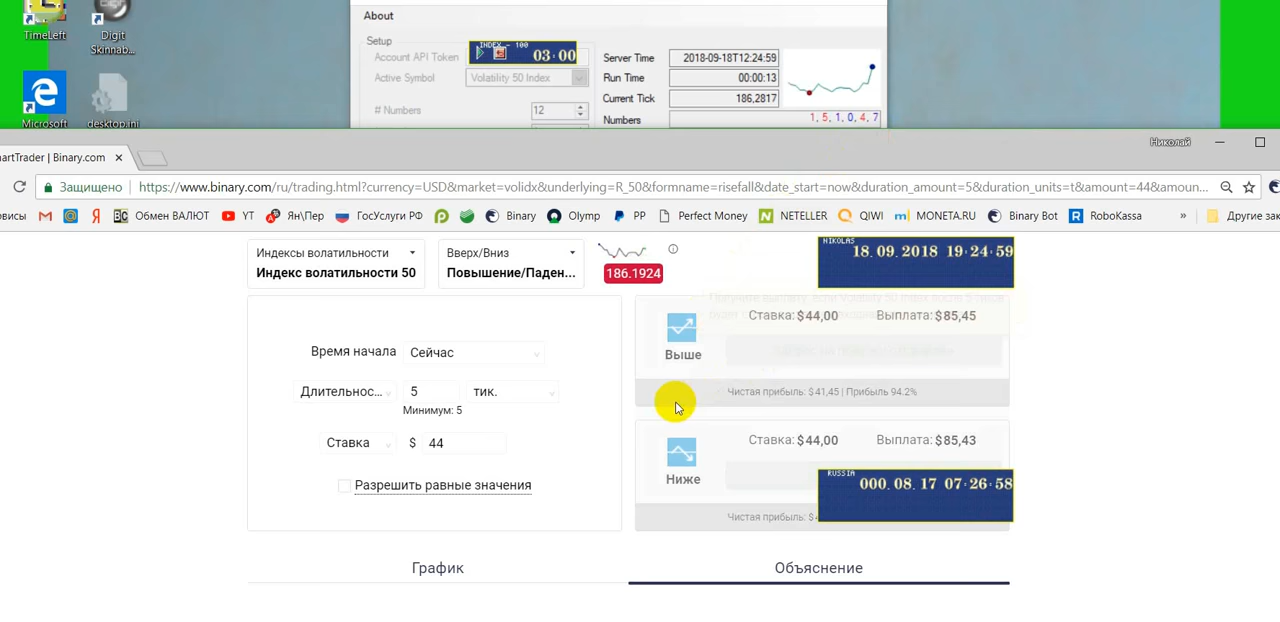 TimeLeft
Digit
Skinnab...
Microsoft
desktop.ini
About
Setup
Account API Token
INDEX - 100
03:00
Active Symbol
Volatility 50 Index
# Numbers
12
Server Time
2018-09-18T12:24:59
Run Time
00:00:13
Current Tick
186,2817
Numbers
1, 5, 1, 0, 4, 7
Николай
artTrader | Binary.com
Защищено
https://www.binary.com/ru/trading.html?currency=USD&market=volidx&underlying=R_50&formname=risefall&date_start=now&duration_amount=5&duration_units=t&amount=44&amoun...
висы
Обмен ВАЛЮТ
YT
Ян\Пер
ГосУслуги РФ
Binary
Olymp
PP
Perfect Money
NETELLER
QIWI
MONETA.RU
Binary Bot
RoboKassa
»
Другие зак
Индексы волатильности
Индекс волатильности 50
Вверх/Вниз
Повышение/Паден...
186.1924
NIKOLAS
18.09.2018 19:24:59
Время начала
Сейчас
Длительнос...
5
тик.
Минимум: 5
Ставка
$
44
Разрешить равные значения
Выше
Ставка: $44,00
Выплата: $85,45
Чистая прибыль: $41,45 | Прибыль 94.2%
Ниже
Ставка: $44,00
Выплата: $85,43
RUSSIA
000.08.17 07:26:58
Чистая прибыль: $4
График
Объяснение